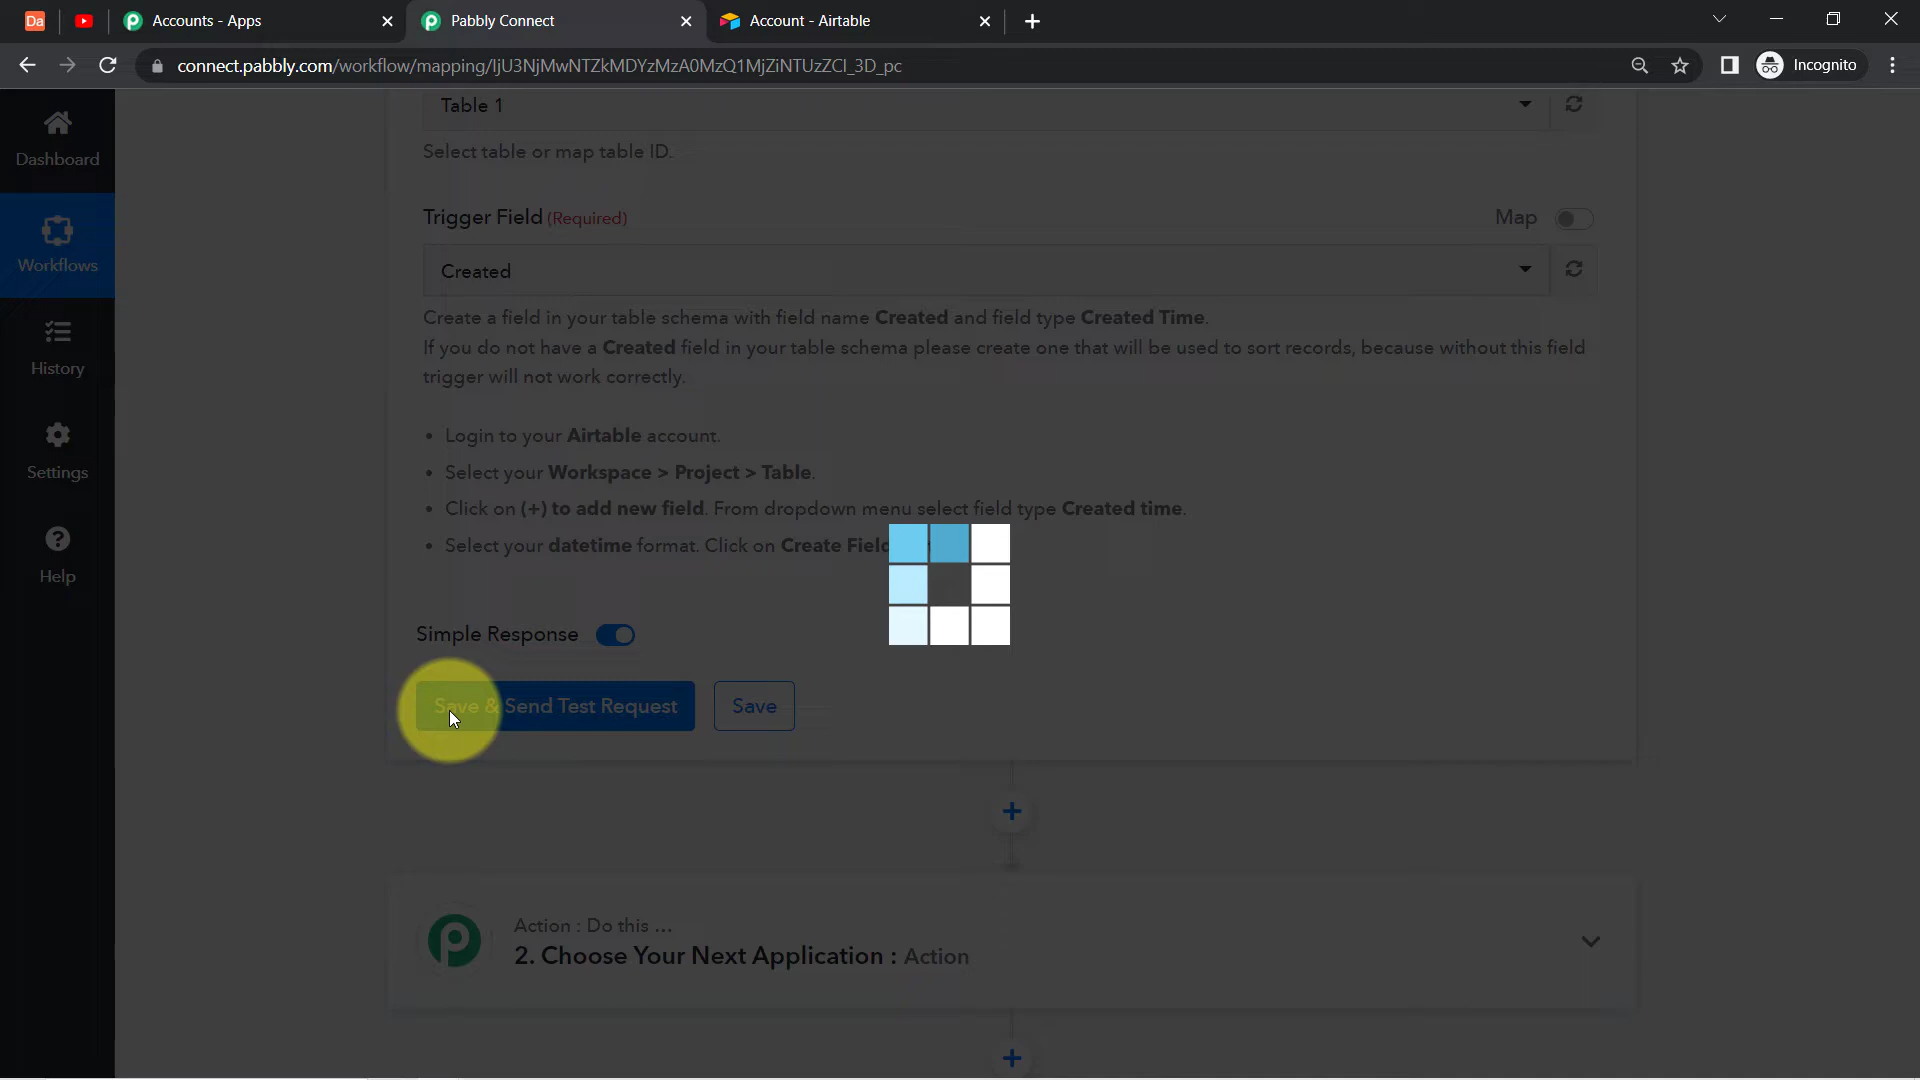 Da
Accounts - Apps
Pabbly Connect
Account - Airtable
connect.pabbly.com/workflow/mapping/IjU3NjMwNTZkMDYzMzA0MzQ1MjZiNTUzZCI_3D_pc
Incognito
Dashboard
Workflows
History
Settings
Help
Table 1
Select table or map table ID.
Trigger Field (Required)
Map
Created
Create a field in your table schema with field name Created and field type Created Time.
If you do not have a Created field in your table schema please create one that will be used to sort records, because without this field
trigger will not work correctly.
• Login to your Airtable account.
• Select your Workspace > Project > Table.
• Click on (+) to add new field. From dropdown menu select field type Created time.
• Select your datetime format. Click on Create Field
Simple Response
Save & Send Test Request
Save
Action : Do this ...
2. Choose Your Next Application : Action